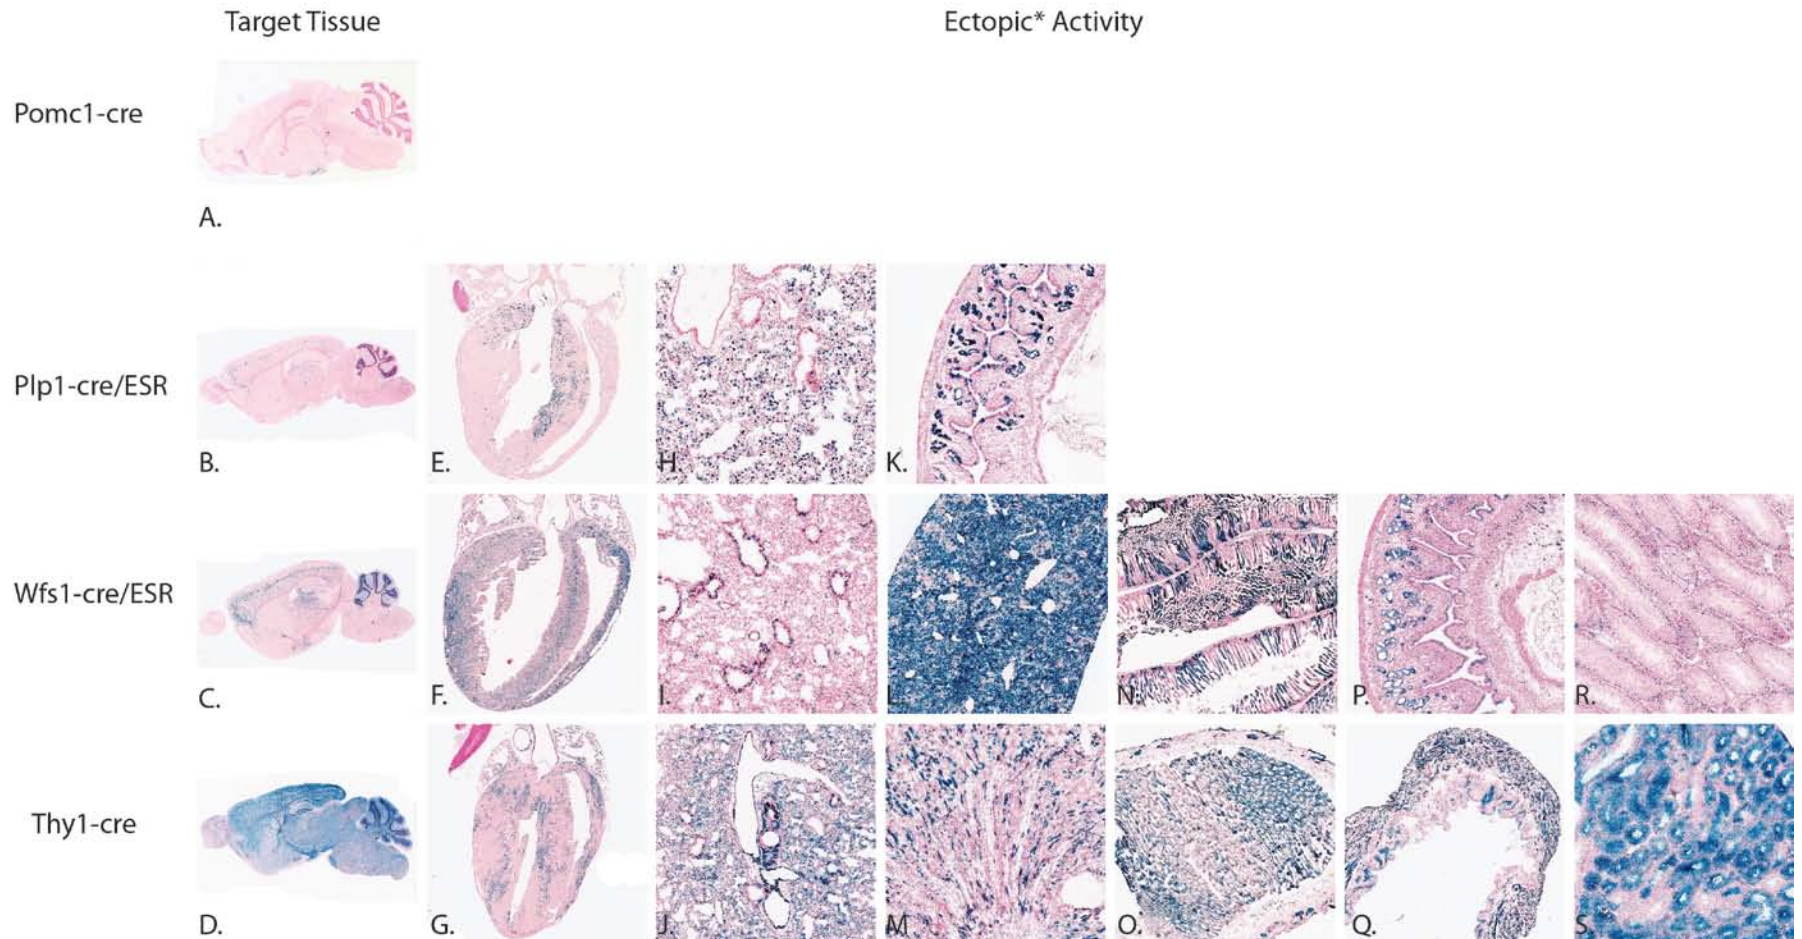 Target Tissue
Ectopic* Activity
Pomc1-cre
A.
Plp1-cre/ESR
B.
E.
H.
K.
Wfs1-cre/ESR
C.
F.
I.
L.
N.
P.
R.
Thy1-cre
D.
G.
J.
M
O.
Q.
S.